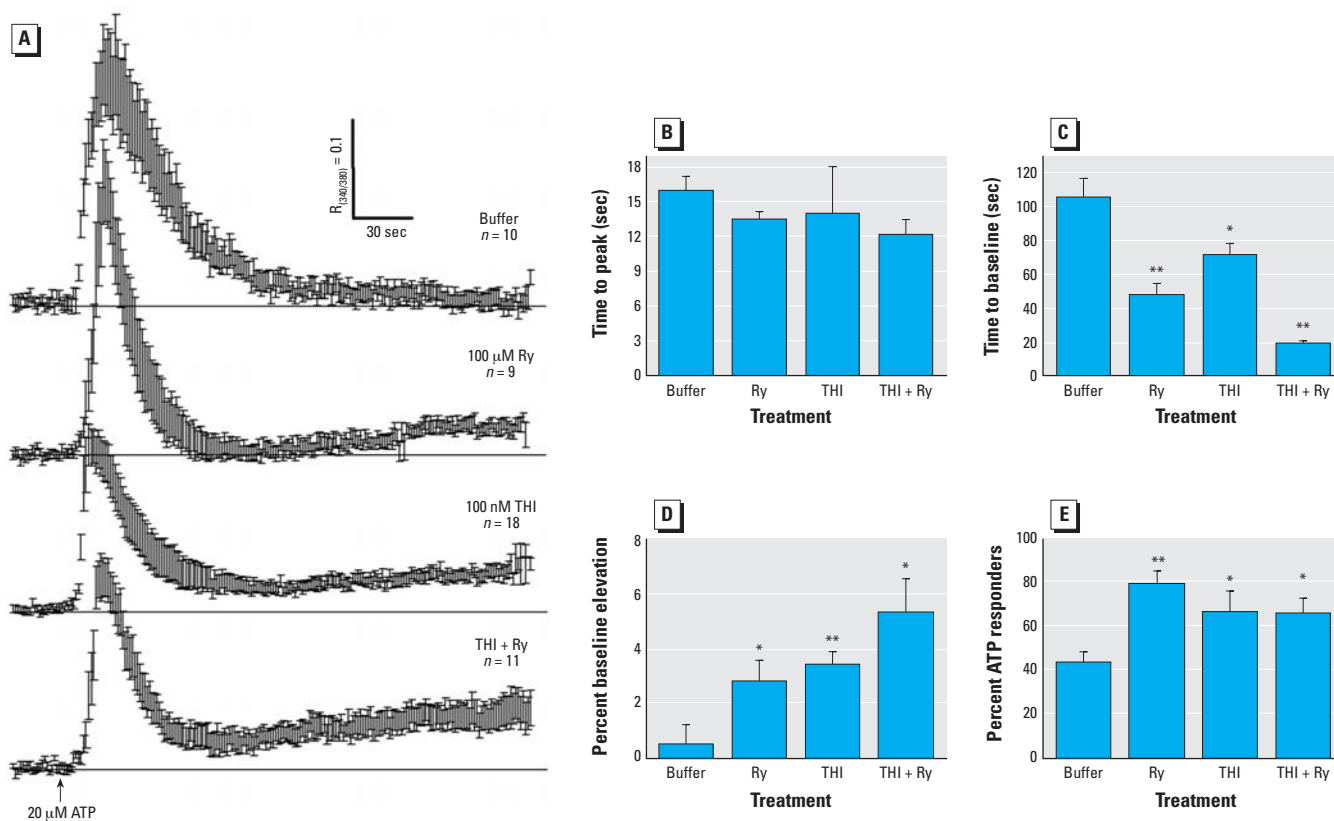 A
R(340/380) = 0.1
30 sec
Buffer
n = 10
100 µM Ry
n = 9
100 nM THI
n = 18
THI + Ry
n = 11
20 µM ATP
B
Time to peak (sec)
18
15
12
9
6
3
0
Buffer Ry THI THI + Ry
Treatment
C
Time to baseline (sec)
120
100
80
60
40
20
0
** * **
Buffer Ry THI THI + Ry
Treatment
D
Percent baseline elevation
8
6
4
2
0
* ** *
Buffer Ry THI THI + Ry
Treatment
E
Percent ATP responders
100
80
60
40
20
0
** * *
Buffer Ry THI THI + Ry
Treatment